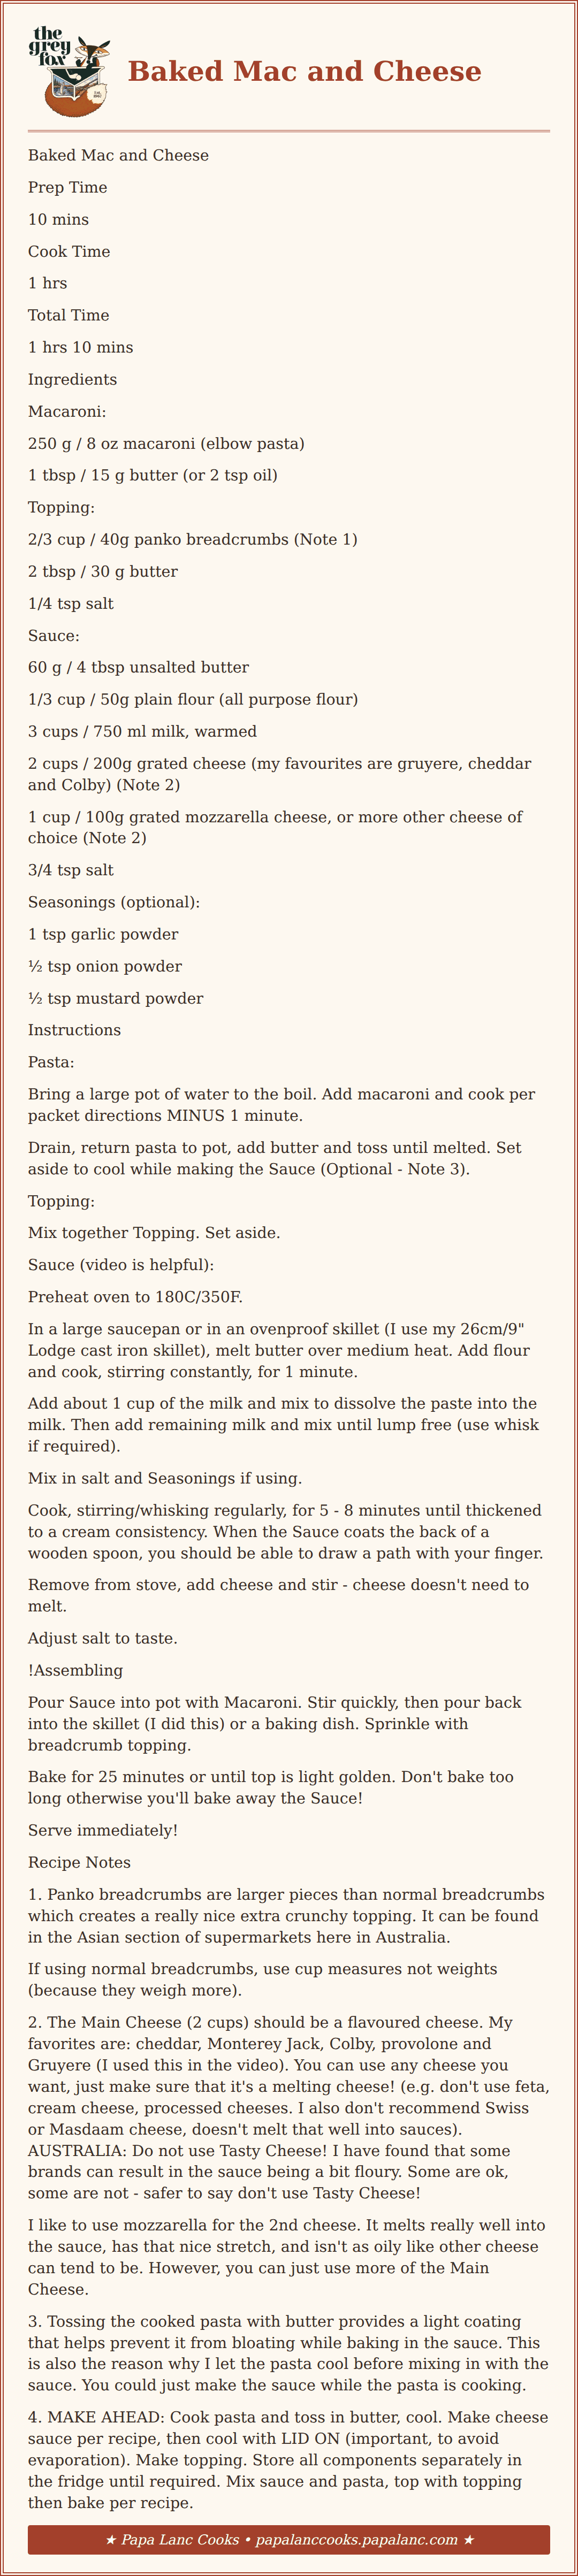 the
grey
fox
Baked Mac and Cheese
Baked Mac and Cheese
Prep Time
10 mins
Cook Time
1 hrs
Total Time
1 hrs 10 mins
Ingredients
Macaroni:
250 g / 8 oz macaroni (elbow pasta)
1 tbsp / 15 g butter (or 2 tsp oil)
Topping:
2/3 cup / 40g panko breadcrumbs (Note 1)
2 tbsp / 30 g butter
1/4 tsp salt
Sauce:
60 g / 4 tbsp unsalted butter
1/3 cup / 50g plain flour (all purpose flour)
3 cups / 750 ml milk, warmed
2 cups / 200g grated cheese (my favourites are gruyere, cheddar
and Colby) (Note 2)
1 cup / 100g grated mozzarella cheese, or more other cheese of
choice (Note 2)
3/4 tsp salt
Seasonings (optional):
1 tsp garlic powder
½ tsp onion powder
½ tsp mustard powder
Instructions
Pasta:
Bring a large pot of water to the boil. Add macaroni and cook per
packet directions MINUS 1 minute.
Drain, return pasta to pot, add butter and toss until melted. Set
aside to cool while making the Sauce (Optional - Note 3).
Topping:
Mix together Topping. Set aside.
Sauce (video is helpful):
Preheat oven to 180C/350F.
In a large saucepan or in an ovenproof skillet (I use my 26cm/9"
Lodge cast iron skillet), melt butter over medium heat. Add flour
and cook, stirring constantly, for 1 minute.
Add about 1 cup of the milk and mix to dissolve the paste into the
milk. Then add remaining milk and mix until lump free (use whisk
if required).
Mix in salt and Seasonings if using.
Cook, stirring/whisking regularly, for 5 - 8 minutes until thickened
to a cream consistency. When the Sauce coats the back of a
wooden spoon, you should be able to draw a path with your finger.
Remove from stove, add cheese and stir - cheese doesn't need to
melt.
Adjust salt to taste.
!Assembling
Pour Sauce into pot with Macaroni. Stir quickly, then pour back
into the skillet (I did this) or a baking dish. Sprinkle with
breadcrumb topping.
Bake for 25 minutes or until top is light golden. Don't bake too
long otherwise you'll bake away the Sauce!
Serve immediately!
Recipe Notes
1. Panko breadcrumbs are larger pieces than normal breadcrumbs
which creates a really nice extra crunchy topping. It can be found
in the Asian section of supermarkets here in Australia.
If using normal breadcrumbs, use cup measures not weights
(because they weigh more).
2. The Main Cheese (2 cups) should be a flavoured cheese. My
favorites are: cheddar, Monterey Jack, Colby, provolone and
Gruyere (I used this in the video). You can use any cheese you
want, just make sure that it's a melting cheese! (e.g. don't use feta,
cream cheese, processed cheeses. I also don't recommend Swiss
or Masdaam cheese, doesn't melt that well into sauces).
AUSTRALIA: Do not use Tasty Cheese! I have found that some
brands can result in the sauce being a bit floury. Some are ok,
some are not - safer to say don't use Tasty Cheese!
I like to use mozzarella for the 2nd cheese. It melts really well into
the sauce, has that nice stretch, and isn't as oily like other cheese
can tend to be. However, you can just use more of the Main
Cheese.
3. Tossing the cooked pasta with butter provides a light coating
that helps prevent it from bloating while baking in the sauce. This
is also the reason why I let the pasta cool before mixing in with the
sauce. You could just make the sauce while the pasta is cooking.
4. MAKE AHEAD: Cook pasta and toss in butter, cool. Make cheese
sauce per recipe, then cool with LID ON (important, to avoid
evaporation). Make topping. Store all components separately in
the fridge until required. Mix sauce and pasta, top with topping
then bake per recipe.
★ Papa Lanc Cooks • papalanccooks.papalanc.com ★